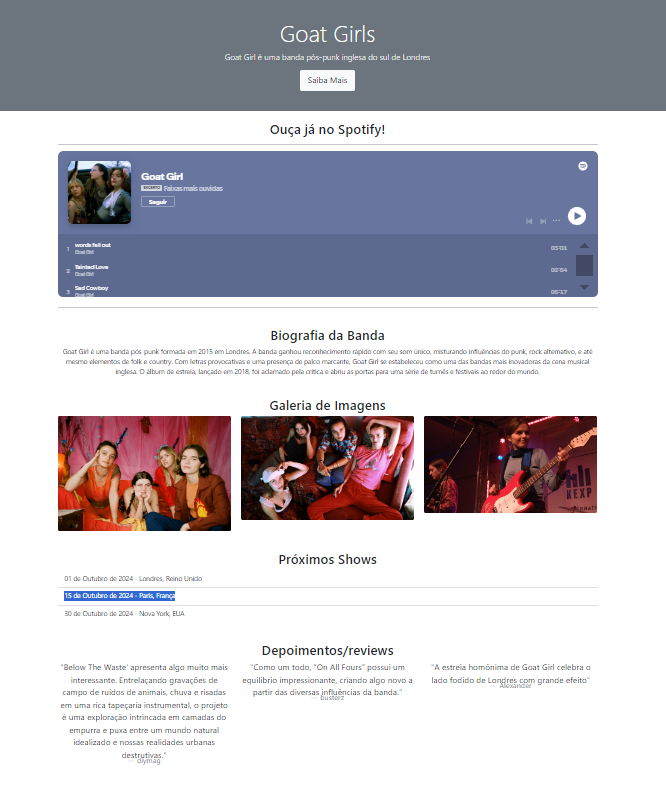 Goat Girls
Goat Girl é uma banda pós-punk inglesa do sul de Londres
Saiba Mais
Ouça já no Spotify!
Goat Girl
Faixas mais ouvidas
Seguir
1 words fell out 03:01
Goat Girl
2 Tainted Love 02:54
Goat Girl
3 Sad Cowboy 05:17
Goat Girl
Biografia da Banda
Goat Girl é uma banda pós-punk formada em 2015 em Londres. A banda ganhou reconhecimento rápido com seu som único, misturando influências do punk, rock alternativo, e até
mesmo elementos de folk e country. Com letras provocativas e uma presença de palco marcante, Goat Girl se estabeleceu como uma das bandas mais inovadoras da cena musical
inglesa. O álbum de estreia, lançado em 2018, foi aclamado pela crítica e abriu as portas para uma série de turnês e festivais ao redor do mundo.
Galeria de Imagens
KEXP
Próximos Shows
01 de Outubro de 2024 - Londres, Reino Unido
15 de Outubro de 2024 - Paris, França
30 de Outubro de 2024 - Nova York, EUA
Depoimentos/reviews
"Below The Waste' apresenta algo muito mais
interessante. Entrelaçando gravações de
campo de ruídos de animais, chuva e risadas
em uma rica tapeçaria instrumental, o projeto
é uma exploração intrincada em camadas do
empurra e puxa entre um mundo natural
idealizado e nossas realidades urbanas
destrutivas."
— diymag
"Como um todo, "On All Fours" possui um
equilíbrio impressionante, criando algo novo a
partir das diversas influências da banda."
— busterz
"A estreia homônima de Goat Girl celebra o
lado fodido de Londres com grande efeito"
— Alexander